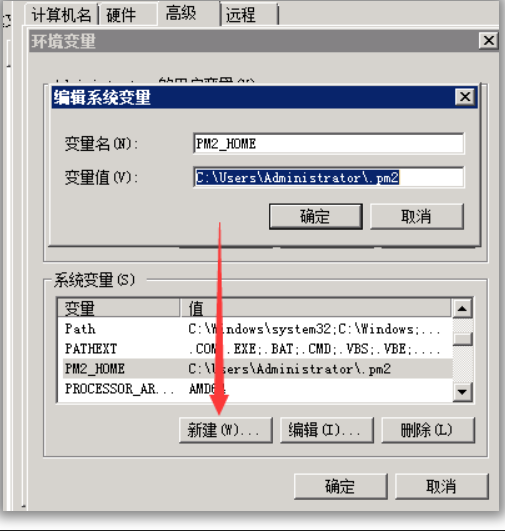 计算机名 硬件 高级 远程
环境变量
编辑系统变量
变量名(N): PM2_HOME
变量值(V): C:\Users\Administrator\.pm2
确定 取消
系统变量(S)
变量 值
Path C:\Windows\system32;C:\Windows;...
PATHEXT .COM;.EXE;.BAT;.CMD;.VBS;.VBE;....
PM2_HOME C:\Users\Administrator\.pm2
PROCESSOR_AR... AMD64
新建(W)... 编辑(I)... 删除(L)
确定 取消